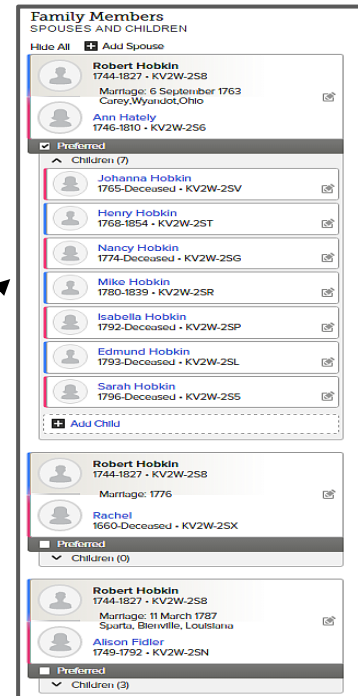 Family Members
SPOUSES AND CHILDREN
Hide All Add Spouse
Robert Hobkin
1744-1827 • KV2W-2S8
Marriage: 6 September 1763
Carey,Wyandot,Ohio
Ann Hately
1746-1810 • KV2W-2S6
Preferred
Children (7)
Johanna Hobkin
1765-Deceased • KV2W-2SV
Henry Hobkin
1768-1854 • KV2W-2ST
Nancy Hobkin
1774-Deceased • KV2W-2SG
Mike Hobkin
1780-1839 • KV2W-2SR
Isabella Hobkin
1792-Deceased • KV2W-2SP
Edmund Hobkin
1793-Deceased • KV2W-2SL
Sarah Hobkin
1796-Deceased • KV2W-2S5
Add Child
Robert Hobkin
1744-1827 • KV2W-2S8
Marriage: 1776
Rachel
1660-Deceased • KV2W-2SX
Preferred
Children (0)
Robert Hobkin
1744-1827 • KV2W-2S8
Marriage: 11 March 1787
Sparta, Bienville, Louisiana
Alison Fidler
1749-1792 • KV2W-2SN
Preferred
Children (3)